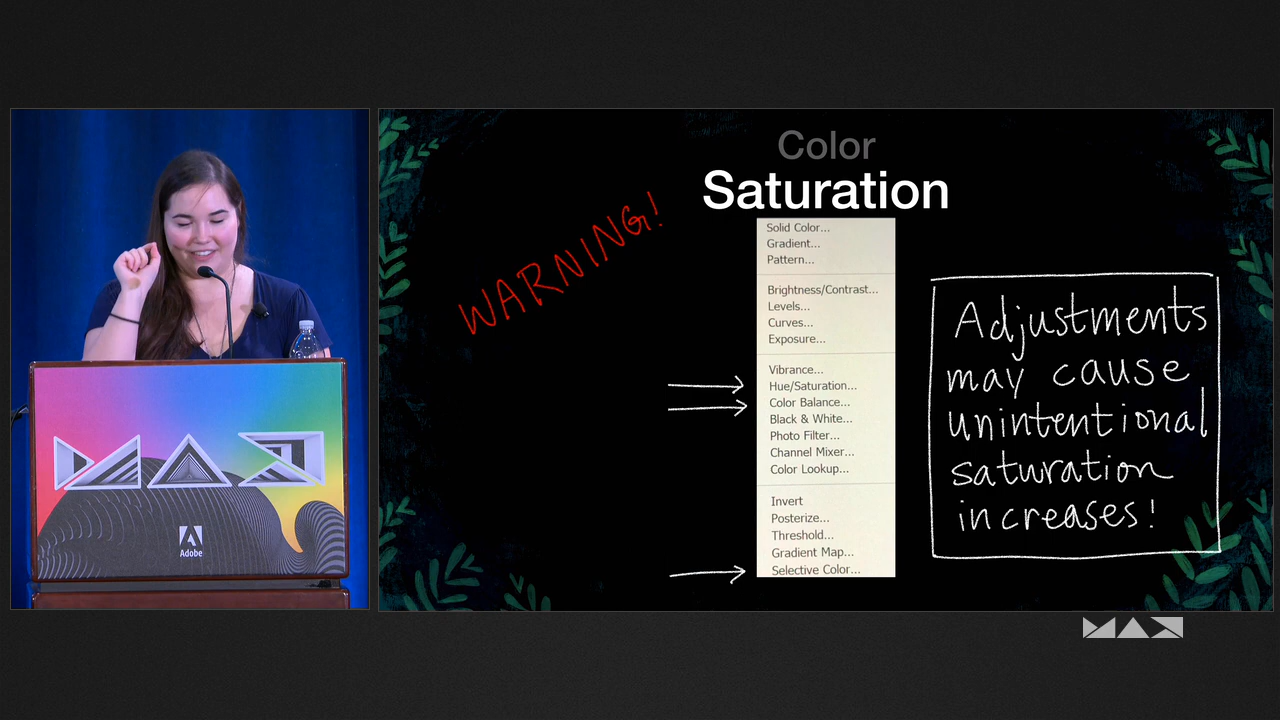 Color
Saturation
WARNING!
Solid Color...
Gradient...
Pattern...
Brightness/Contrast...
Levels...
Curves...
Exposure...
Vibrance...
Hue/Saturation...
Color Balance...
Black & White...
Photo Filter...
Channel Mixer...
Color Lookup...
Invert
Posterize...
Threshold...
Gradient Map...
Selective Color...
Adjustments
may cause
unintentional
saturation
increases!
MAX
Adobe
MAX